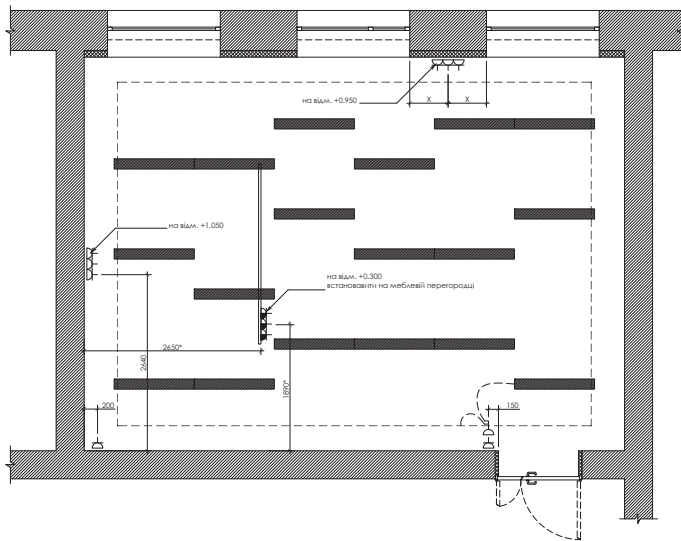 на відм. +0.950
X X
на відм. +1.050
на відм. +0.300
встановавити на меблевій перегородці
2650*
2640
1890*
200
150